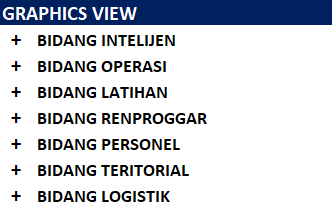 GRAPHICS VIEW
+ BIDANG INTELIJEN
+ BIDANG OPERASI
+ BIDANG LATIHAN
+ BIDANG RENPROGGAR
+ BIDANG PERSONEL
+ BIDANG TERITORIAL
+ BIDANG LOGISTIK